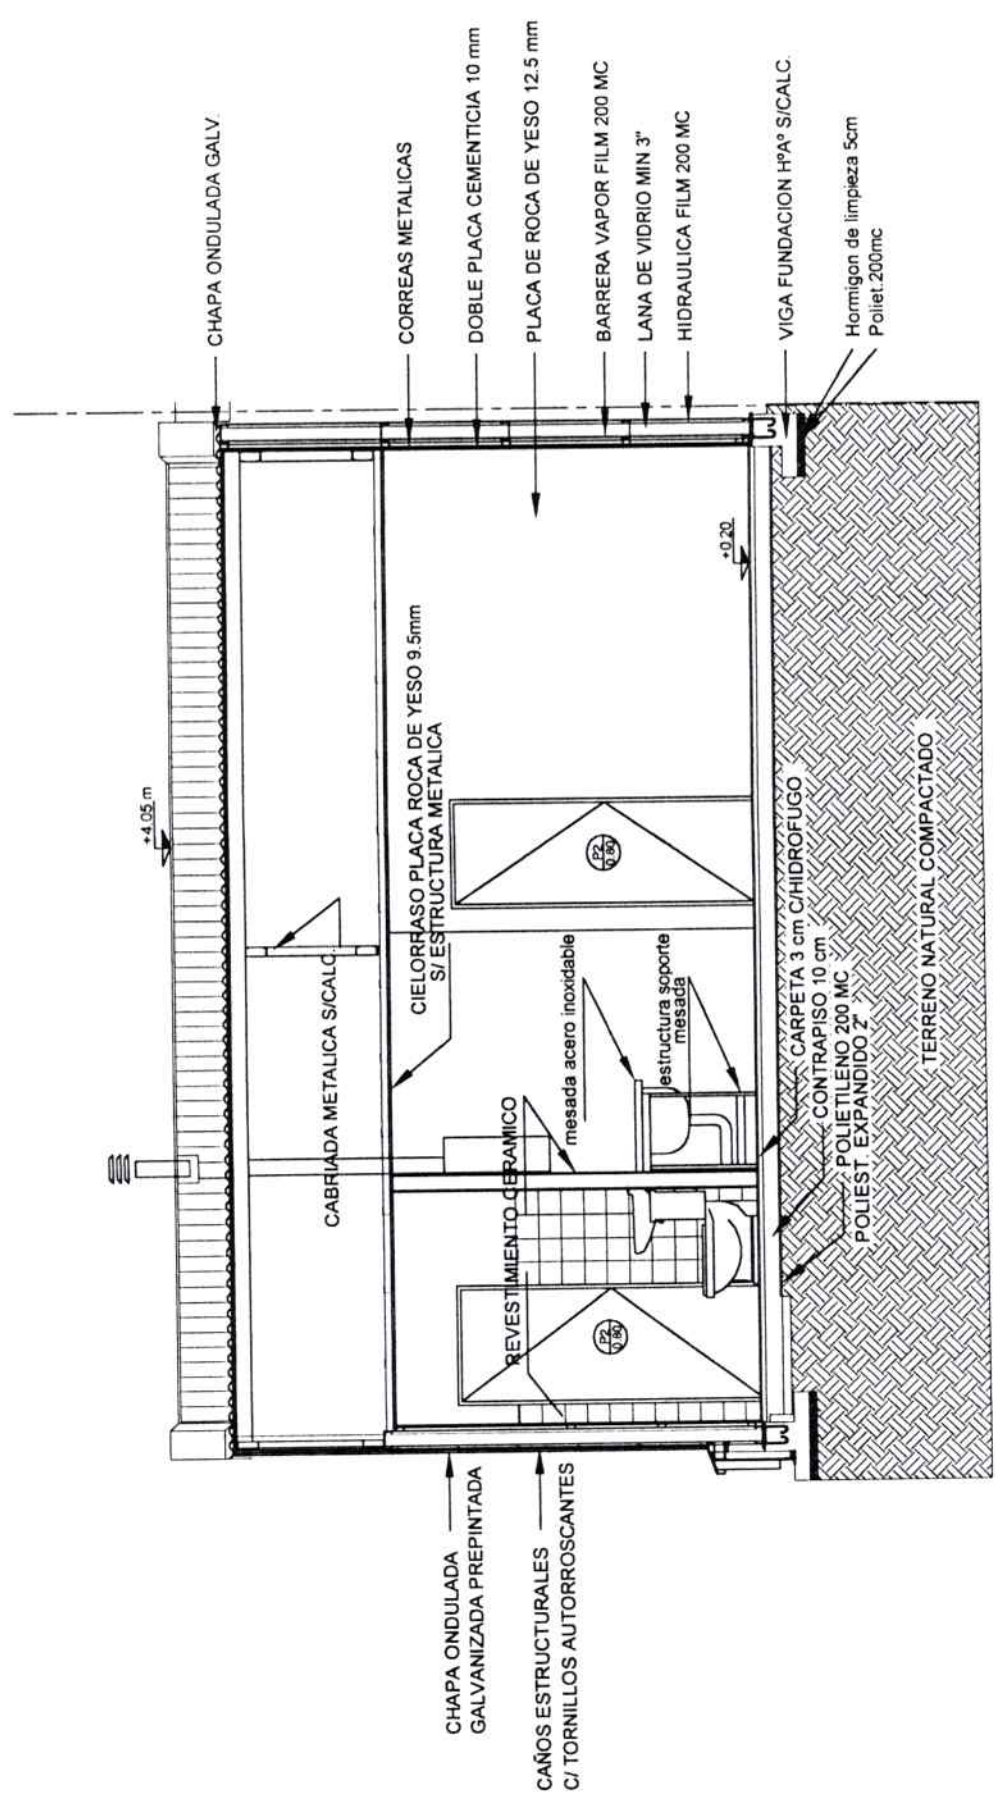 CHAPA ONDULADA GALV.
+4.05 m
CORREAS METALICAS
DOBLE PLACA CEMENTICIA 10 mm
PLACA DE ROCA DE YESO 12.5 mm
BARRERA VAPOR FILM 200 MC
LANA DE VIDRIO MIN 3"
HIDRAULICA FILM 200 MC
VIGA FUNDACION HºAº S/CALC.
Hormigon de limpieza 5cm
Poliet.200mc
CABRIADA METALICA S/CALC.
CIELORRASO PLACA ROCA DE YESO 9.5mm
S/ ESTRUCTURA METALICA
REVESTIMIENTO CERAMICO
mesada acero inoxidable
estructura soporte
mesada
P2
0.80
P2
0.80
+0.20
CARPETA 3 cm C/HIDROFUGO
CONTRAPISO 10 cm
POLIETILENO 200 MC
POLIEST. EXPANDIDO 2"
TERRENO NATURAL COMPACTADO
CHAPA ONDULADA
GALVANIZADA PREPINTADA
CAÑOS ESTRUCTURALES
C/ TORNILLOS AUTORROSCANTES